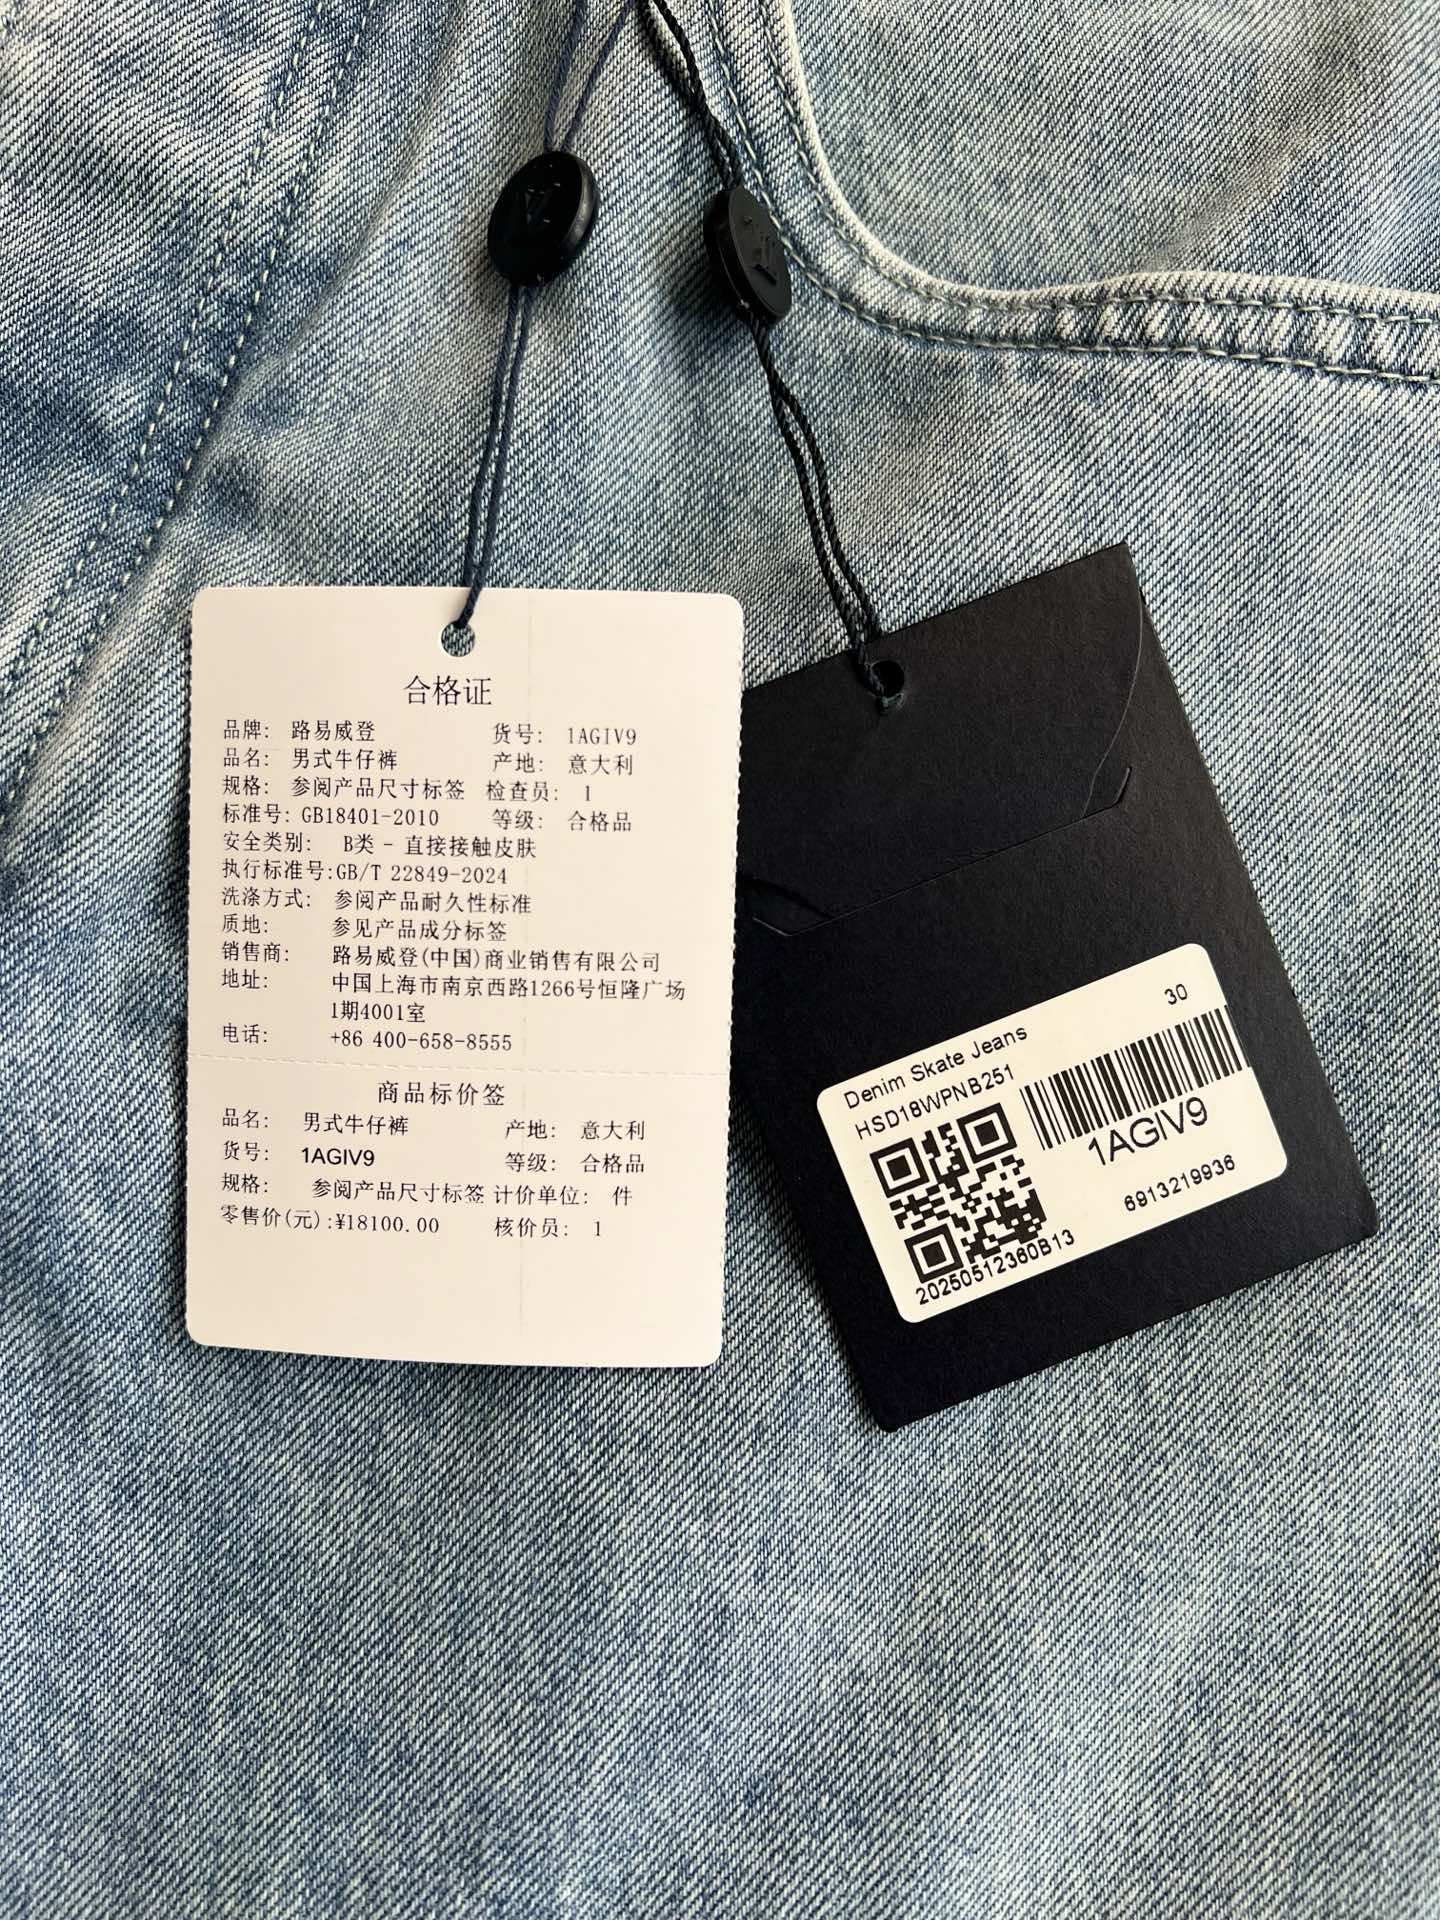 合格证
品牌: 路易威登 货号: 1AGIV9
品名: 男式牛仔裤 产地: 意大利
规格: 参阅产品尺寸标签 检查员: 1
标准号: GB18401-2010 等级: 合格品
安全类别: B类 - 直接接触皮肤
执行标准号:GB/T 22849-2024
洗涤方式: 参阅产品耐久性标准
质地: 参见产品成分标签
销售商: 路易威登(中国)商业销售有限公司
地址: 中国上海市南京西路1266号恒隆广场
1期4001室
电话: +86 400-658-8555
商品标价签
品名: 男式牛仔裤 产地: 意大利
货号: 1AGIV9 等级: 合格品
规格: 参阅产品尺寸标签 计价单位: 件
零售价(元):¥18100.00 核价员: 1
Denim Skate Jeans 30
HSD18WPNB251
1AGIV9
6913219936
20250512360B13
LV
LV